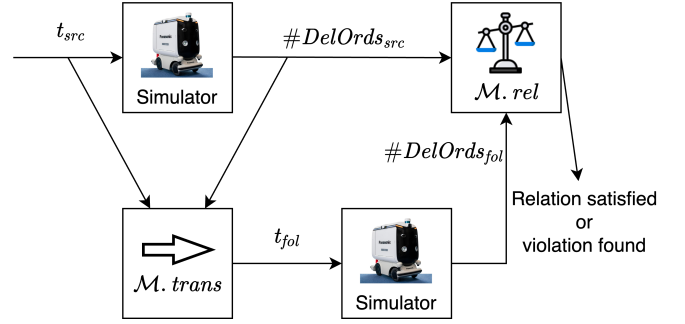 t_src
#DelOrds_src
Simulator
M.rel
#DelOrds_fol
Relation satisfied
or
violation found
t_fol
M.trans
Simulator